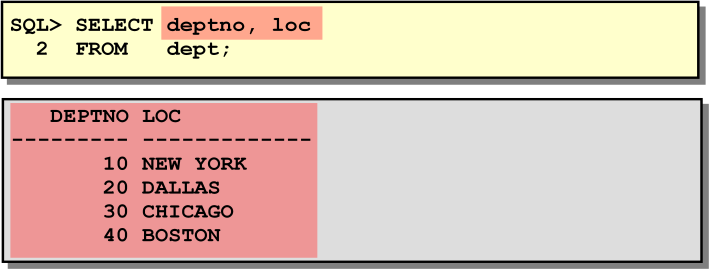 SQL> SELECT deptno, loc
  2  FROM   dept;
   DEPTNO LOC
--------- -------------
       10 NEW YORK
       20 DALLAS
       30 CHICAGO
       40 BOSTON